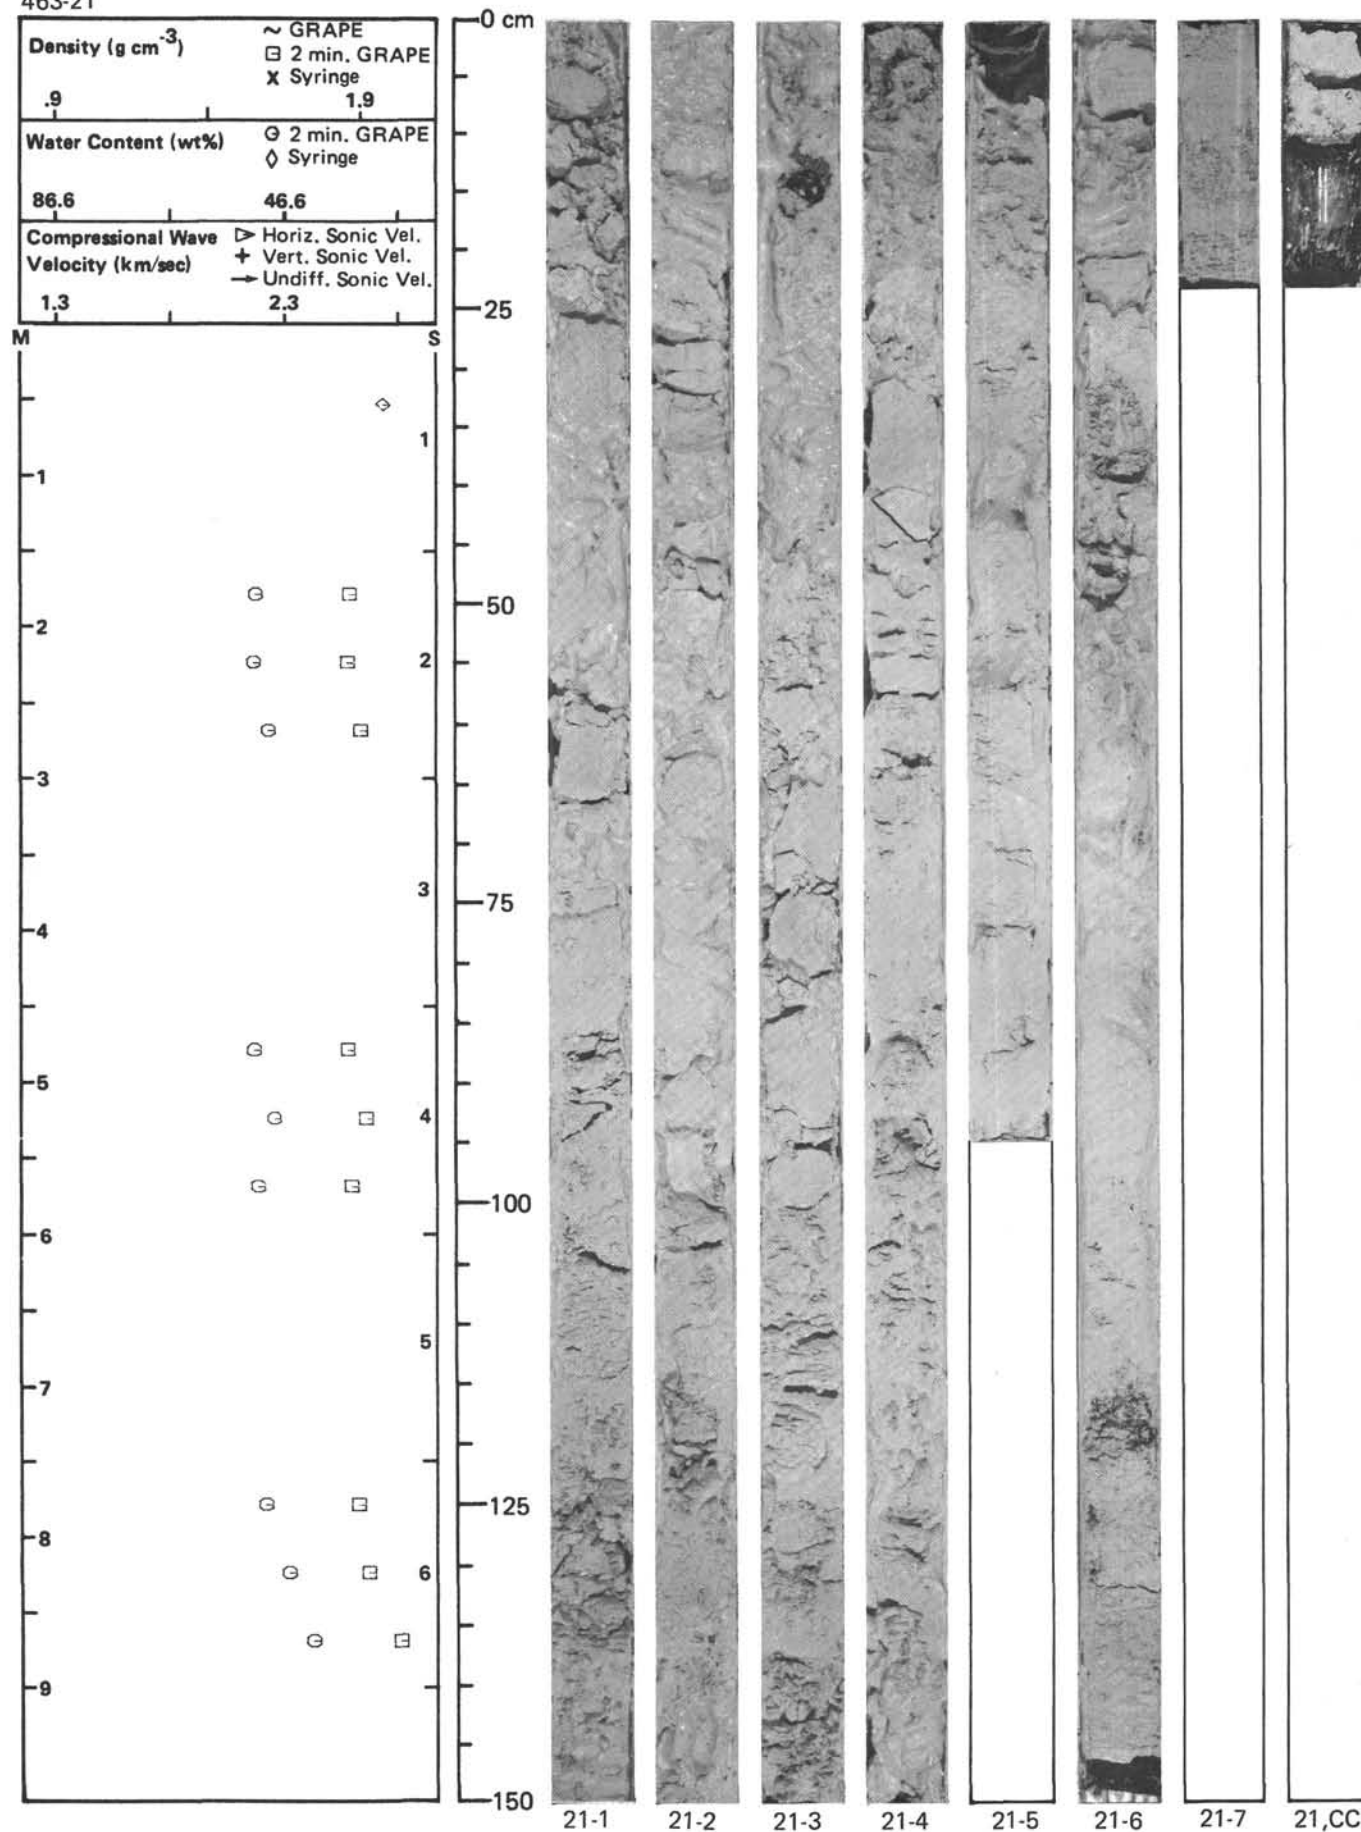 463-21
Density (g cm-3)
~ GRAPE
⊡ 2 min. GRAPE
x Syringe
.9 1.9
Water Content (wt%)
⊙ 2 min. GRAPE
◊ Syringe
86.6 46.6
Compressional Wave
Velocity (km/sec)
▷ Horiz. Sonic Vel.
+ Vert. Sonic Vel.
→ Undiff. Sonic Vel.
1.3 2.3
M S
1
1
2
2
3
3
4
5
4
6
5
7
8
6
9
0 cm
25
50
75
100
125
150
21-1 21-2 21-3 21-4 21-5 21-6 21-7 21,CC